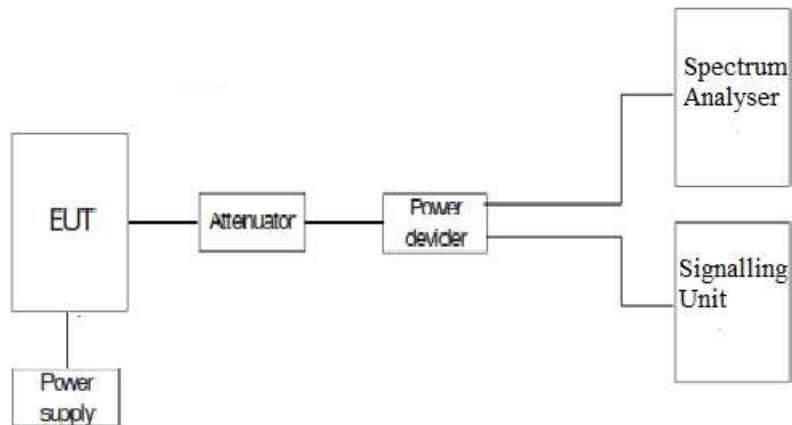 Spectrum
Analyser
EUT
Attenuator
Power
devider
Signalling
Unit
Power
supply